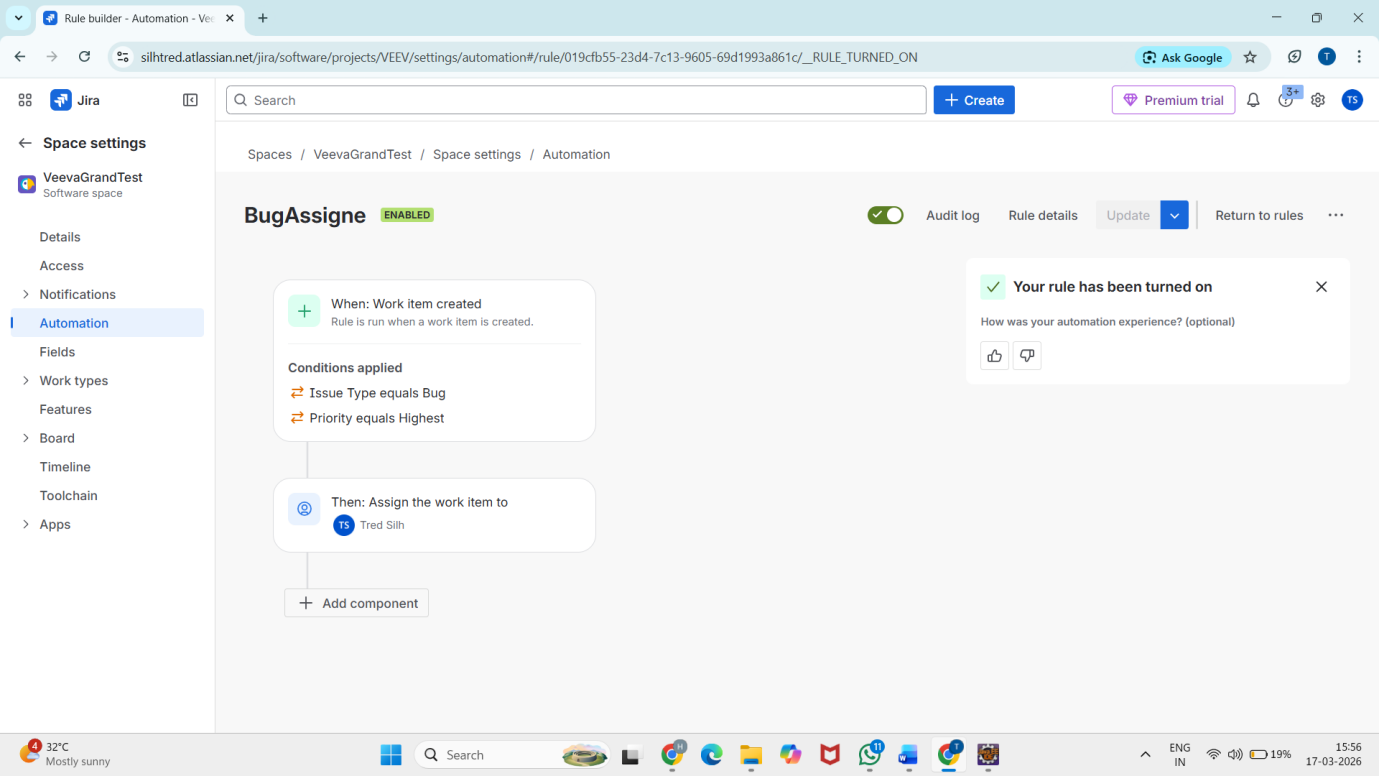 Rule builder - Automation - Vee
silhtred.atlassian.net/jira/software/projects/VEEV/settings/automation#/rule/019cfb55-23d4-7c13-9605-69d1993a861c/__RULE_TURNED_ON
Ask Google
T
Jira
Search
Create
Premium trial
3+
TS
Space settings
VeevaGrandTest
Software space
Details
Access
Notifications
Automation
Fields
Work types
Features
Board
Timeline
Toolchain
Apps
Spaces / VeevaGrandTest / Space settings / Automation
BugAssigne ENABLED
Audit log
Rule details
Update
Return to rules
When: Work item created
Rule is run when a work item is created.
Conditions applied
Issue Type equals Bug
Priority equals Highest
Then: Assign the work item to
TS Tred Silh
Add component
Your rule has been turned on
How was your automation experience? (optional)
4
32°C
Mostly sunny
Search
H
11
T
ENG
IN
19%
15:56
17-03-2026